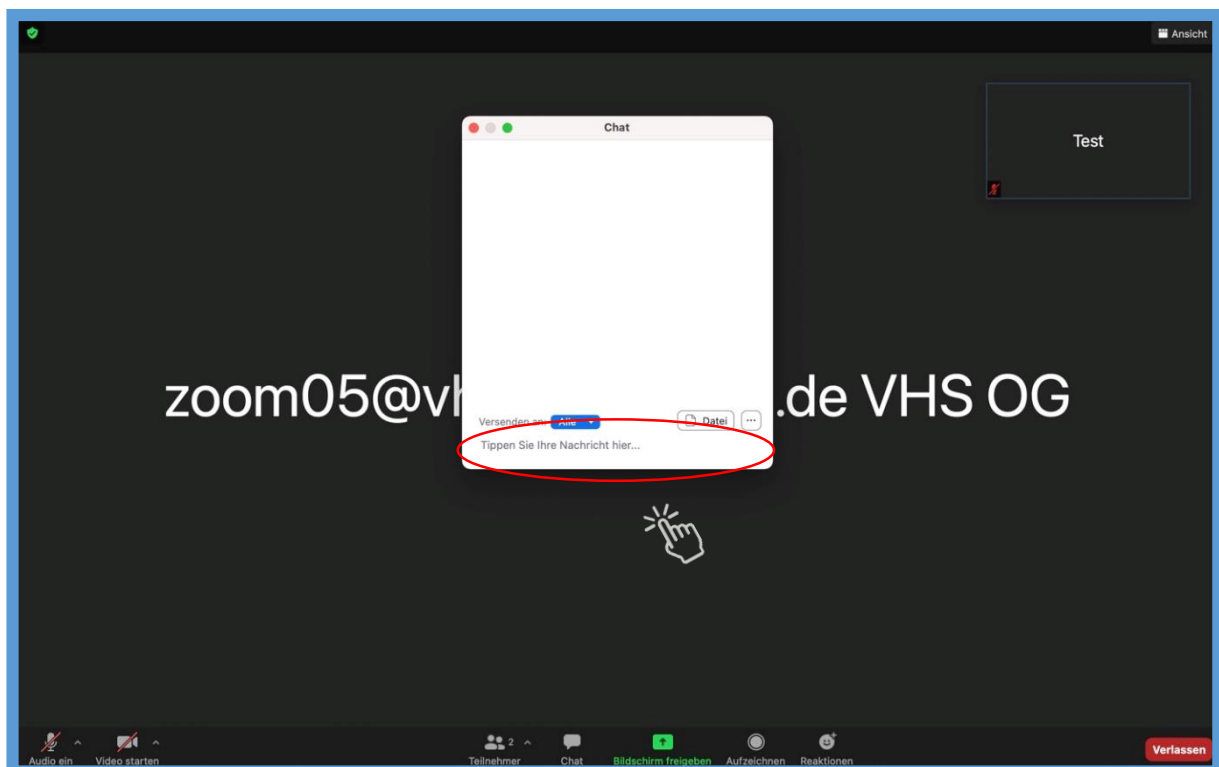 Ansicht
Chat
Test
zoom05@vh .de VHS OG
Versenden an: Alle Datei
Tippen Sie Ihre Nachricht hier...
2
Audio ein Video starten Teilnehmer Chat Bildschirm freigeben Aufzeichnen Reaktionen Verlassen